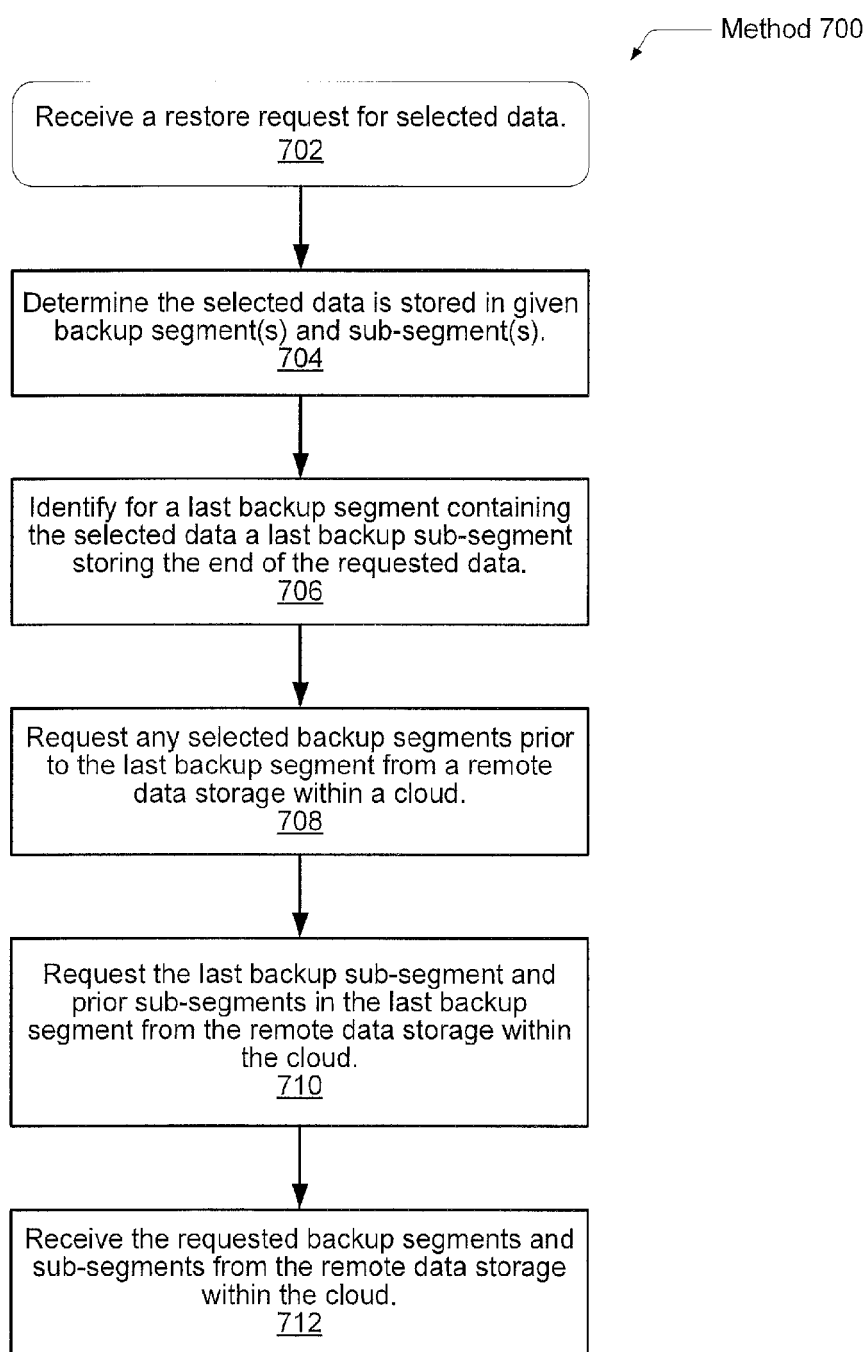 Method 700
Receive a restore request for selected data.
702
Determine the selected data is stored in given
backup segment(s) and sub-segment(s).
704
Identify for a last backup segment containing
the selected data a last backup sub-segment
storing the end of the requested data.
706
Request any selected backup segments prior
to the last backup segment from a remote
data storage within a cloud.
708
Request the last backup sub-segment and
prior sub-segments in the last backup
segment from the remote data storage within
the cloud.
710
Receive the requested backup segments and
sub-segments from the remote data storage
within the cloud.
712